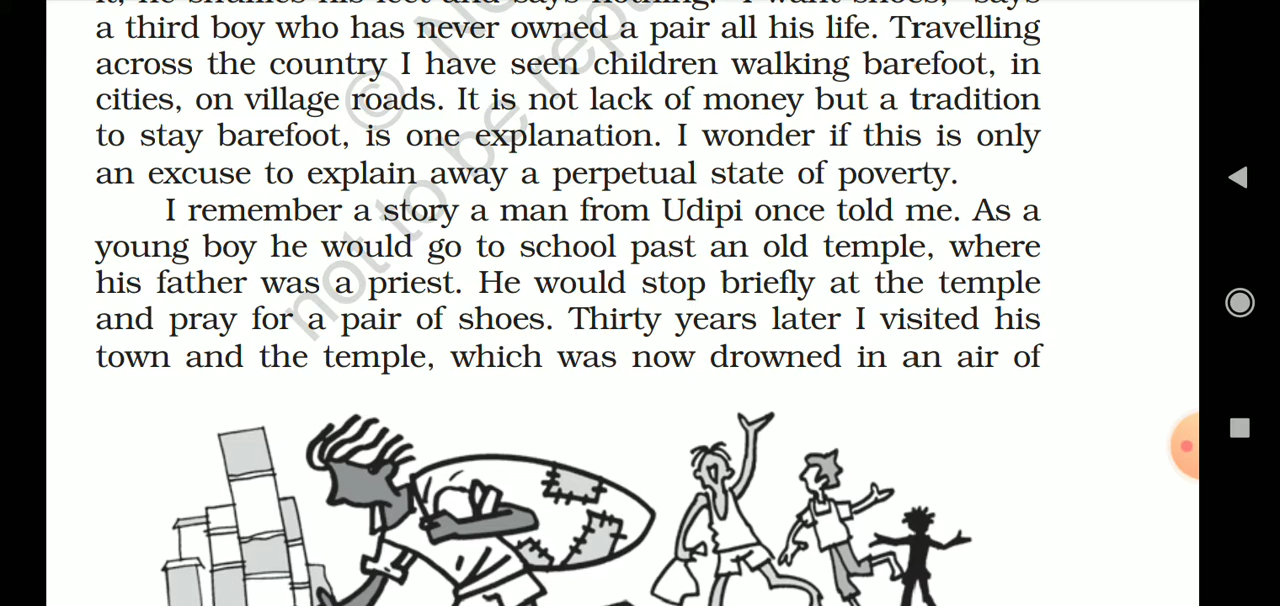 a third boy who has never owned a pair all his life. Travelling
across the country I have seen children walking barefoot, in
cities, on village roads. It is not lack of money but a tradition
to stay barefoot, is one explanation. I wonder if this is only
an excuse to explain away a perpetual state of poverty.
I remember a story a man from Udipi once told me. As a
young boy he would go to school past an old temple, where
his father was a priest. He would stop briefly at the temple
and pray for a pair of shoes. Thirty years later I visited his
town and the temple, which was now drowned in an air of
not to be